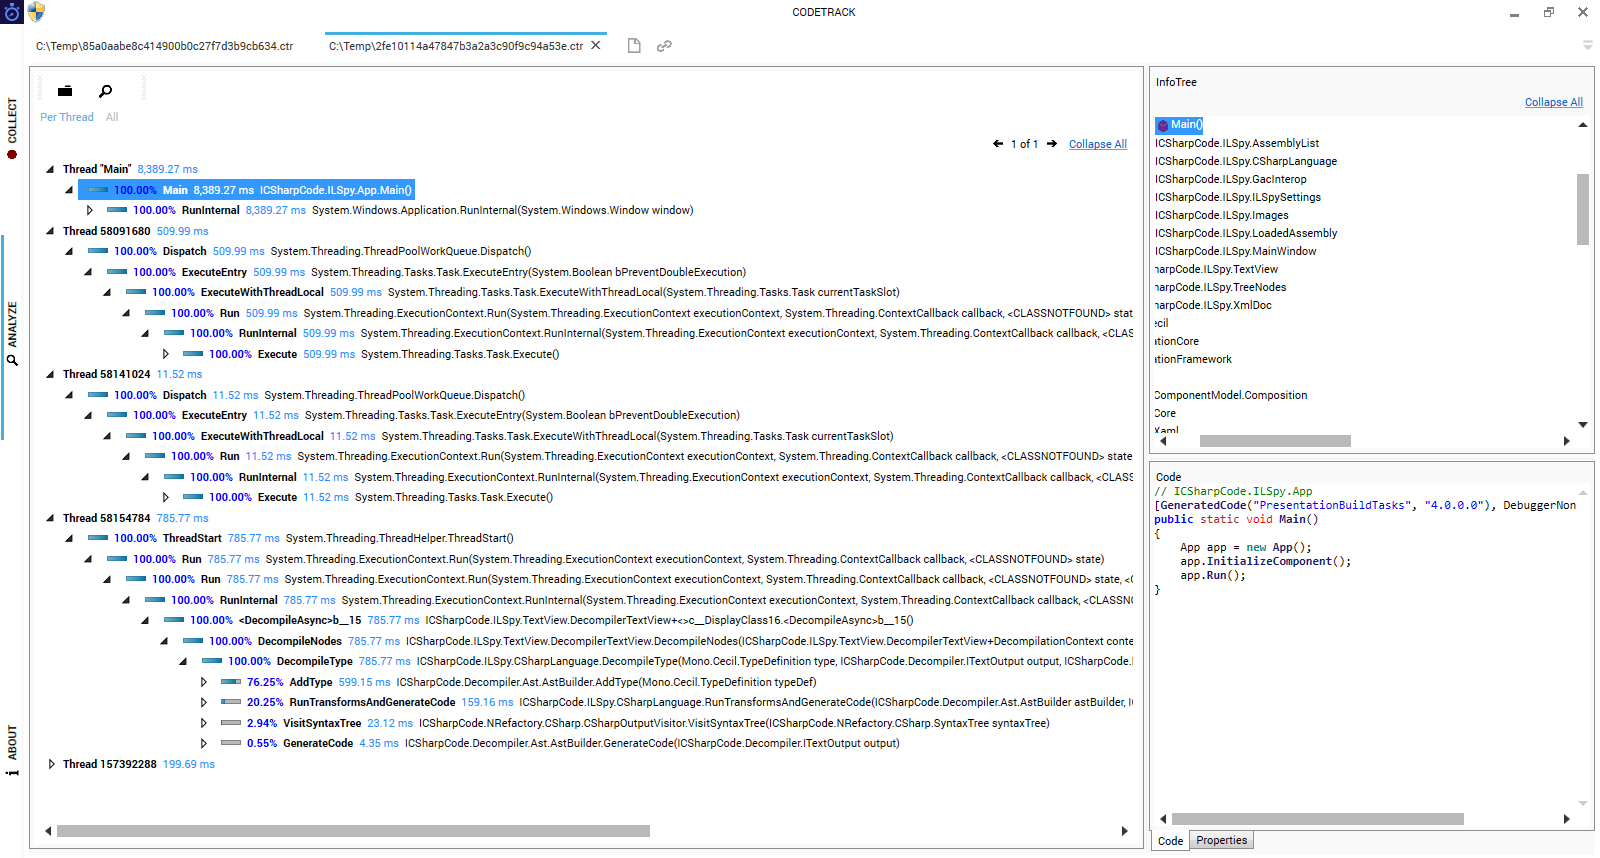 CODETRACK
C:\Temp\85a0aabe8c414900b0c27f7d3b9cb634.ctr
C:\Temp\2fe10114a47847b3a2a3c90f9c94a53e.ctr
COLLECT
ANALYZE
ABOUT
Per Thread All
1 of 1 Collapse All
Thread "Main" 8,389.27 ms
100.00% Main 8,389.27 ms ICSharpCode.ILSpy.App.Main()
100.00% RunInternal 8,389.27 ms System.Windows.Application.RunInternal(System.Windows.Window window)
Thread 58091680 509.99 ms
100.00% Dispatch 509.99 ms System.Threading.ThreadPoolWorkQueue.Dispatch()
100.00% ExecuteEntry 509.99 ms System.Threading.Tasks.Task.ExecuteEntry(System.Boolean bPreventDoubleExecution)
100.00% ExecuteWithThreadLocal 509.99 ms System.Threading.Tasks.Task.ExecuteWithThreadLocal(System.Threading.Tasks.Task currentTaskSlot)
100.00% Run 509.99 ms System.Threading.ExecutionContext.Run(System.Threading.ExecutionContext executionContext, System.Threading.ContextCallback callback, <CLASSNOTFOUND> stat
100.00% RunInternal 509.99 ms System.Threading.ExecutionContext.RunInternal(System.Threading.ExecutionContext executionContext, System.Threading.ContextCallback callback, <CLAS
100.00% Execute 509.99 ms System.Threading.Tasks.Task.Execute()
Thread 58141024 11.52 ms
100.00% Dispatch 11.52 ms System.Threading.ThreadPoolWorkQueue.Dispatch()
100.00% ExecuteEntry 11.52 ms System.Threading.Tasks.Task.ExecuteEntry(System.Boolean bPreventDoubleExecution)
100.00% ExecuteWithThreadLocal 11.52 ms System.Threading.Tasks.Task.ExecuteWithThreadLocal(System.Threading.Tasks.Task currentTaskSlot)
100.00% Run 11.52 ms System.Threading.ExecutionContext.Run(System.Threading.ExecutionContext executionContext, System.Threading.ContextCallback callback, <CLASSNOTFOUND> state
100.00% RunInternal 11.52 ms System.Threading.ExecutionContext.RunInternal(System.Threading.ExecutionContext executionContext, System.Threading.ContextCallback callback, <CLASS
100.00% Execute 11.52 ms System.Threading.Tasks.Task.Execute()
Thread 58154784 785.77 ms
100.00% ThreadStart 785.77 ms System.Threading.ThreadHelper.ThreadStart()
100.00% Run 785.77 ms System.Threading.ExecutionContext.Run(System.Threading.ExecutionContext executionContext, System.Threading.ContextCallback callback, <CLASSNOTFOUND> state)
100.00% Run 785.77 ms System.Threading.ExecutionContext.Run(System.Threading.ExecutionContext executionContext, System.Threading.ContextCallback callback, <CLASSNOTFOUND> state, <C
100.00% RunInternal 785.77 ms System.Threading.ExecutionContext.RunInternal(System.Threading.ExecutionContext executionContext, System.Threading.ContextCallback callback, <CLASSNO
100.00% <DecompileAsync>b__15 785.77 ms ICSharpCode.ILSpy.TextView.DecompilerTextView+<>c__DisplayClass16.<DecompileAsync>b__15()
100.00% DecompileNodes 785.77 ms ICSharpCode.ILSpy.TextView.DecompilerTextView.DecompileNodes(ICSharpCode.ILSpy.TextView.DecompilerTextView+DecompilationContext conte
100.00% DecompileType 785.77 ms ICSharpCode.ILSpy.CSharpLanguage.DecompileType(Mono.Cecil.TypeDefinition type, ICSharpCode.Decompiler.ITextOutput output, ICSharpCode.
76.25% AddType 599.15 ms ICSharpCode.Decompiler.Ast.AstBuilder.AddType(Mono.Cecil.TypeDefinition typeDef)
20.25% RunTransformsAndGenerateCode 159.16 ms ICSharpCode.ILSpy.CSharpLanguage.RunTransformsAndGenerateCode(ICSharpCode.Decompiler.Ast.AstBuilder astBuilder, I
2.94% VisitSyntaxTree 23.12 ms ICSharpCode.NRefactory.CSharp.CSharpOutputVisitor.VisitSyntaxTree(ICSharpCode.NRefactory.CSharp.SyntaxTree syntaxTree)
0.55% GenerateCode 4.35 ms ICSharpCode.Decompiler.Ast.AstBuilder.GenerateCode(ICSharpCode.Decompiler.ITextOutput output)
Thread 157392288 199.69 ms
InfoTree
Collapse All
Main()
ICSharpCode.ILSpy.AssemblyList
ICSharpCode.ILSpy.CSharpLanguage
ICSharpCode.ILSpy.GacInterop
ICSharpCode.ILSpy.ILSpySettings
ICSharpCode.ILSpy.Images
ICSharpCode.ILSpy.LoadedAssembly
ICSharpCode.ILSpy.MainWindow
harpCode.ILSpy.TextView
harpCode.ILSpy.TreeNodes
harpCode.ILSpy.XmlDoc
ecil
ationCore
ationFramework
ComponentModel.Composition
Core
Xaml
Code
// ICSharpCode.ILSpy.App
[GeneratedCode("PresentationBuildTasks", "4.0.0.0"), DebuggerNon
public static void Main()
{
App app = new App();
app.InitializeComponent();
app.Run();
}
Code Properties